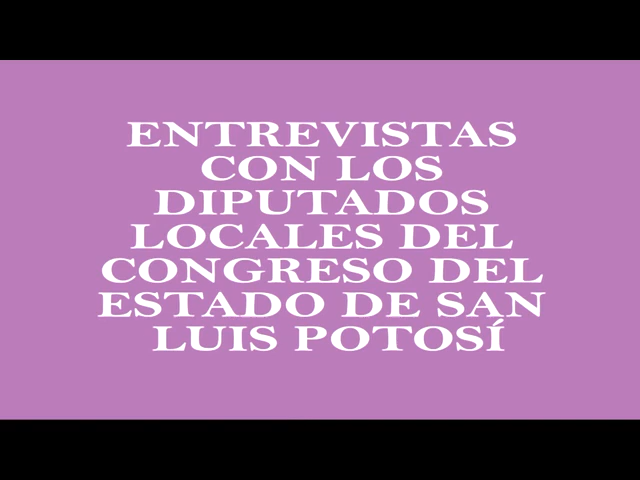 ENTREVISTAS
CON LOS
DIPUTADOS
LOCALES DEL
CONGRESO DEL
ESTADO DE SAN
LUIS POTOSÍ